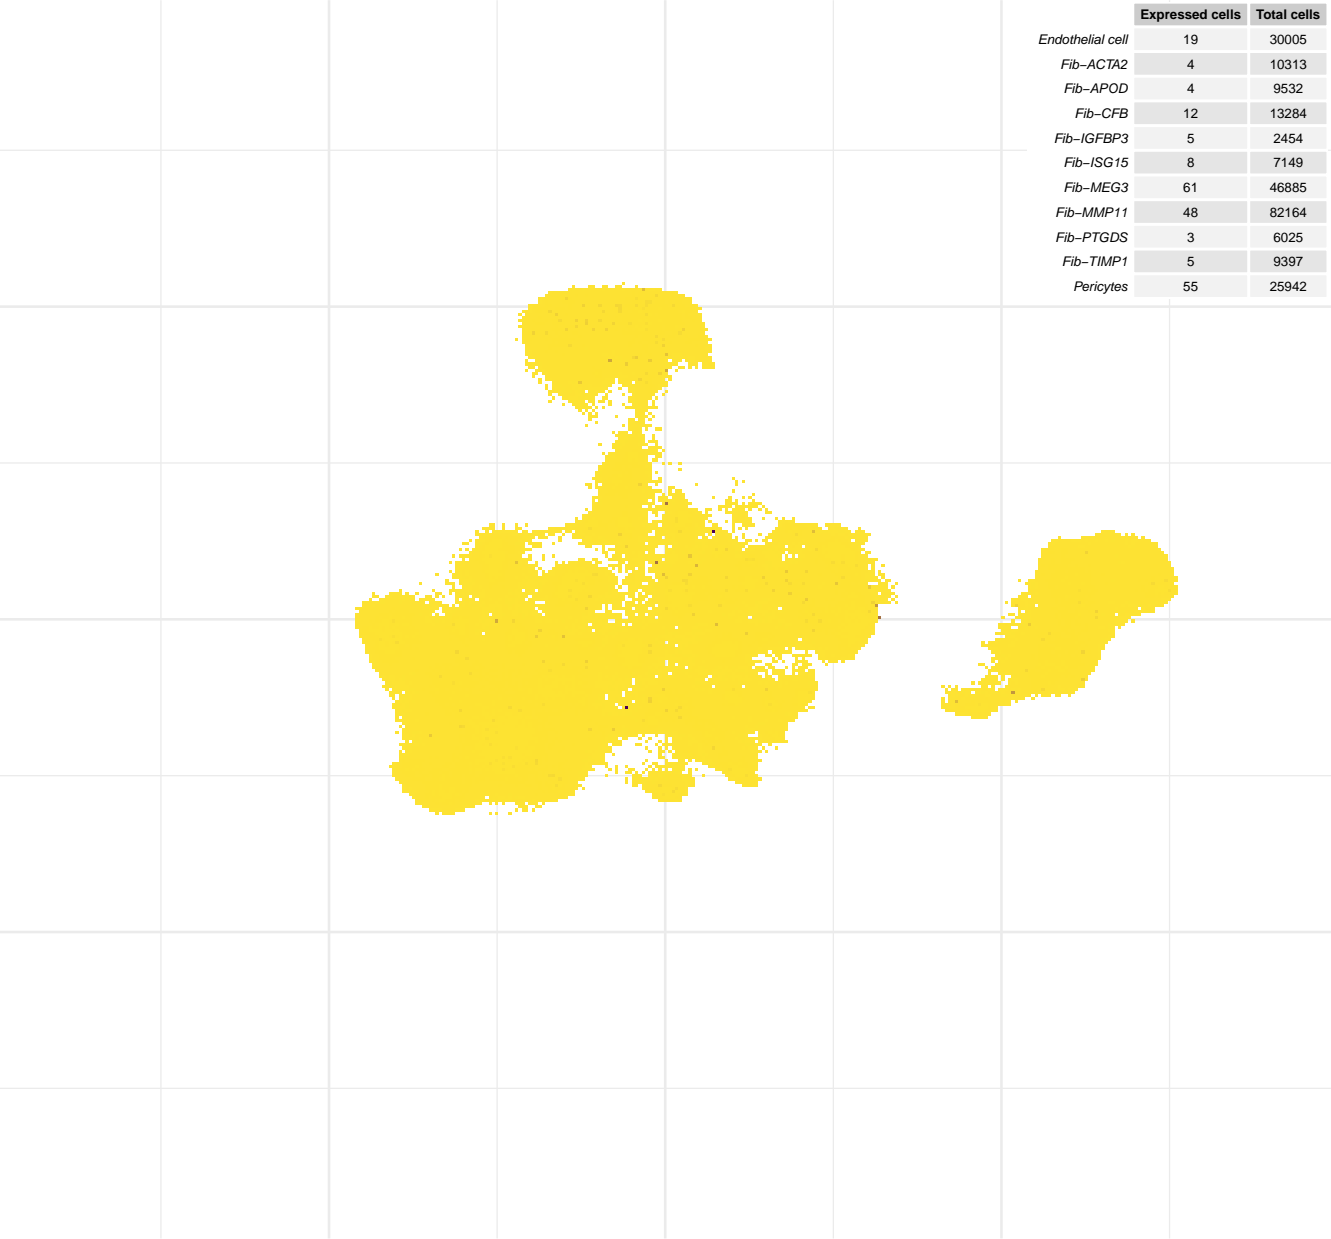 Expressed cells Total cells
Endothelial cell 19 30005
Fib−ACTA2 4 10313
Fib−APOD 4 9532
Fib−CFB 12 13284
Fib−IGFBP3 5 2454
Fib−ISG15 8 7149
Fib−MEG3 61 46885
Fib−MMP11 48 82164
Fib−PTGDS 3 6025
Fib−TIMP1 5 9397
Pericytes 55 25942